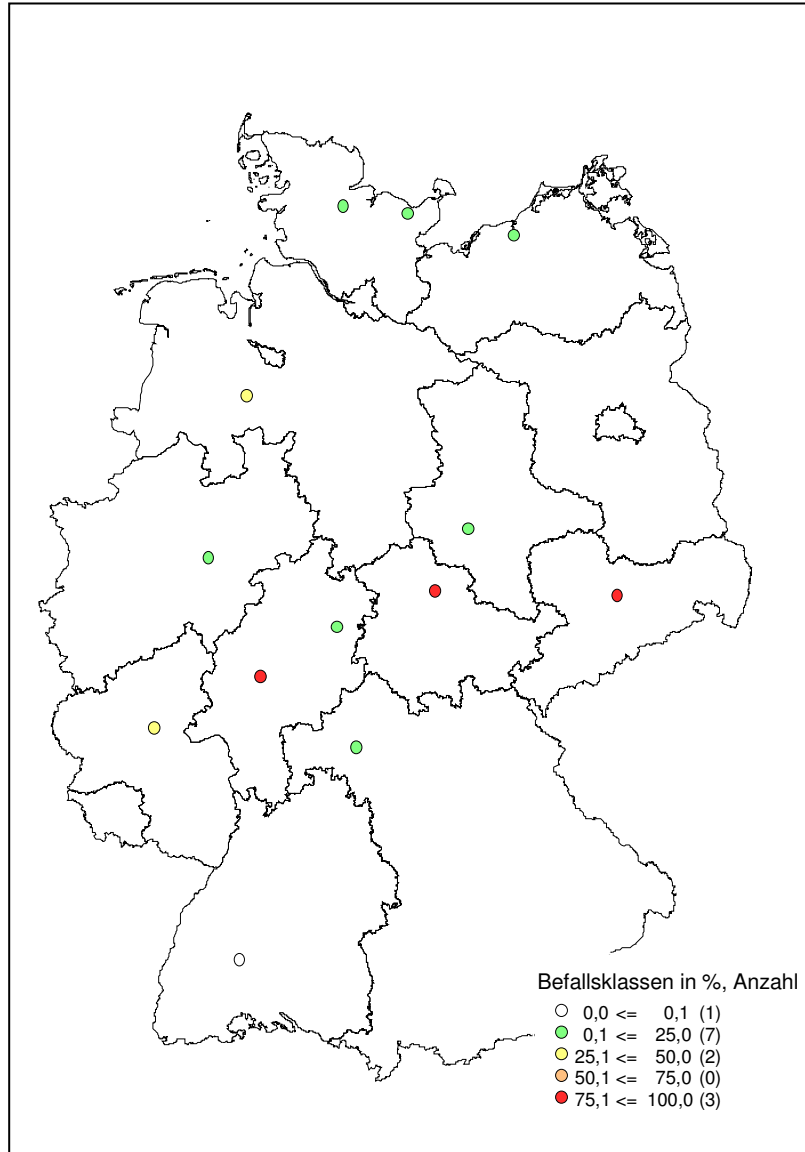 Befallsklassen in %, Anzahl
0,0 <= 0,1 (1)
0,1 <= 25,0 (7)
25,1 <= 50,0 (2)
50,1 <= 75,0 (0)
75,1 <= 100,0 (3)